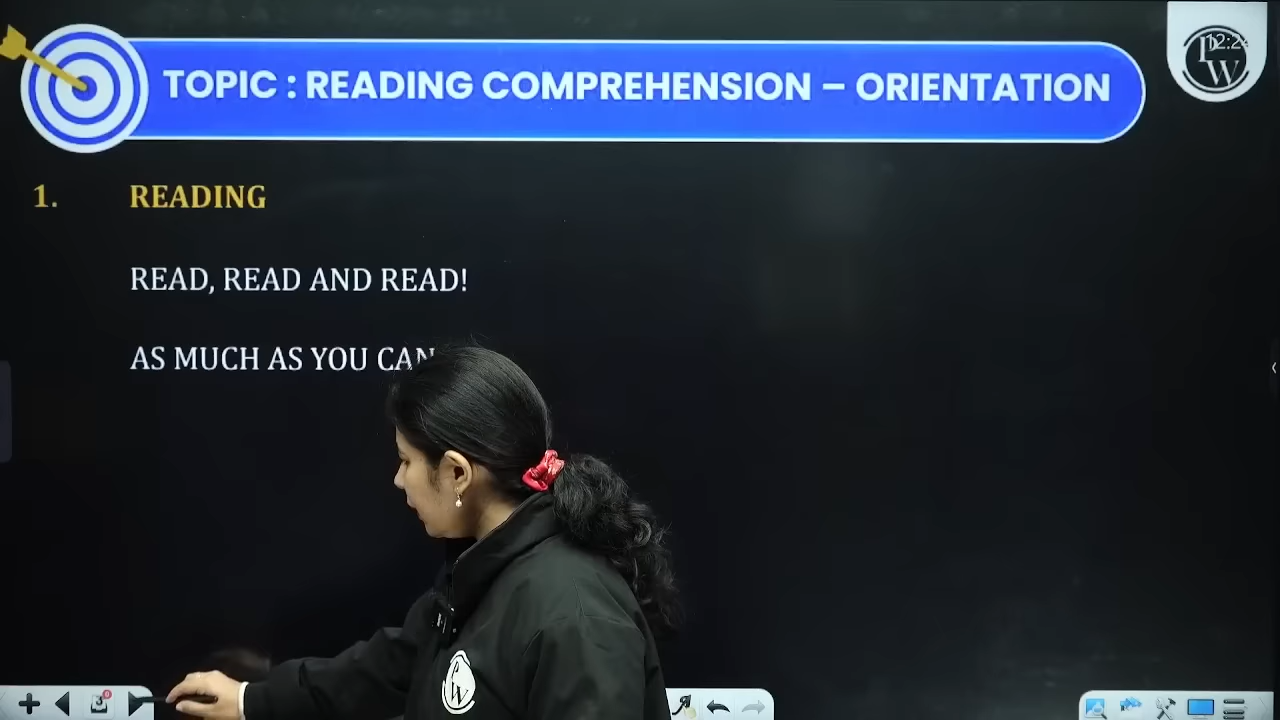 TOPIC : READING COMPREHENSION – ORIENTATION
1. READING
READ, READ AND READ!
AS MUCH AS YOU CAN